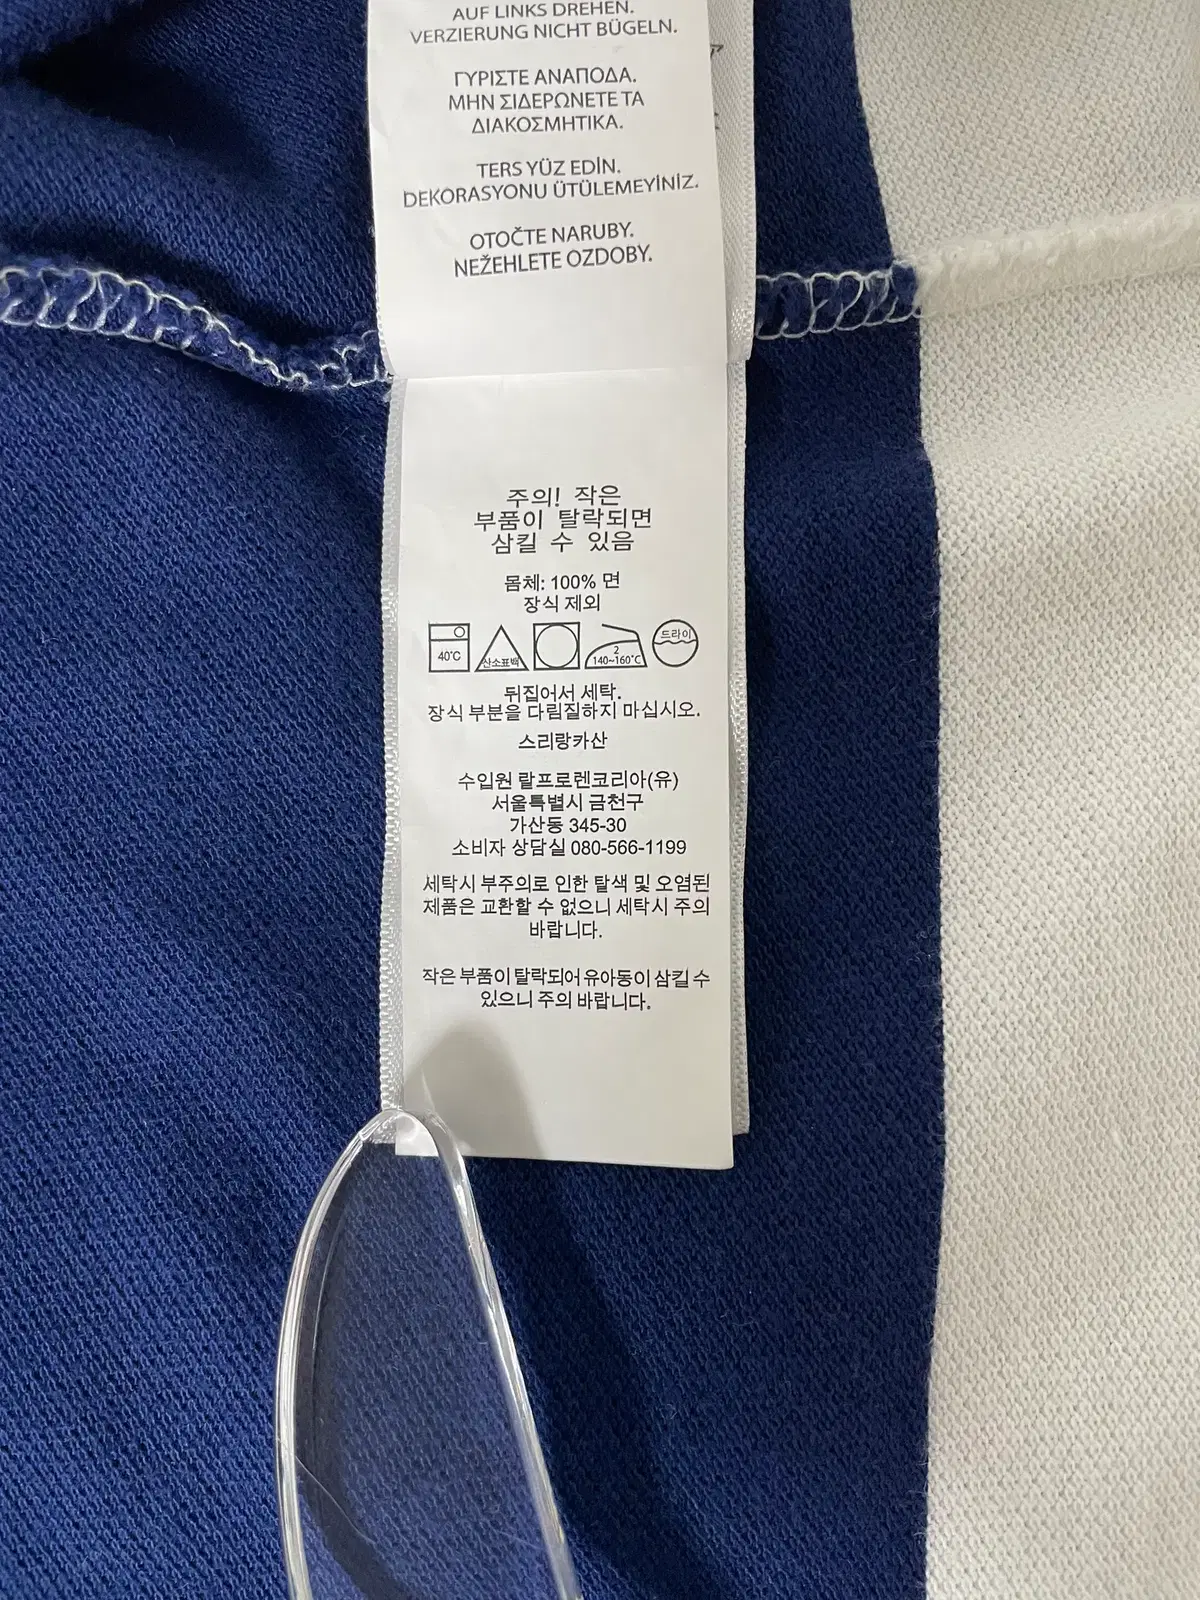 AUF LINKS DREHEN.
VERZIERUNG NICHT BÜGELN.
ΓΥΡΙΣΤΕ ΑΝΑΠΟΔΑ.
ΜΗΝ ΣΙΔΕΡΩΝΕΤΕ ΤΑ
ΔΙΑΚΟΣΜΗΤΙΚΑ.
TERS YÜZ EDİN.
DEKORASYONU ÜTÜLEMEYİNİZ.
OTOČTE NARUBY.
NEŽEHLETE OZDOBY.
주의! 작은
부품이 탈락되면
삼킬 수 있음
몸체: 100% 면
장식 제외
40°C 산소표백 2 140~160°C 드라이
뒤집어서 세탁.
장식 부분을 다림질하지 마십시오.
스리랑카산
수입원 랄프로렌코리아(유)
서울특별시 금천구
가산동 345-30
소비자 상담실 080-566-1199
세탁시 부주의로 인한 탈색 및 오염된
제품은 교환할 수 없으니 세탁시 주의
바랍니다.
작은 부품이 탈락되어 유아동이 삼킬 수
있으니 주의 바랍니다.